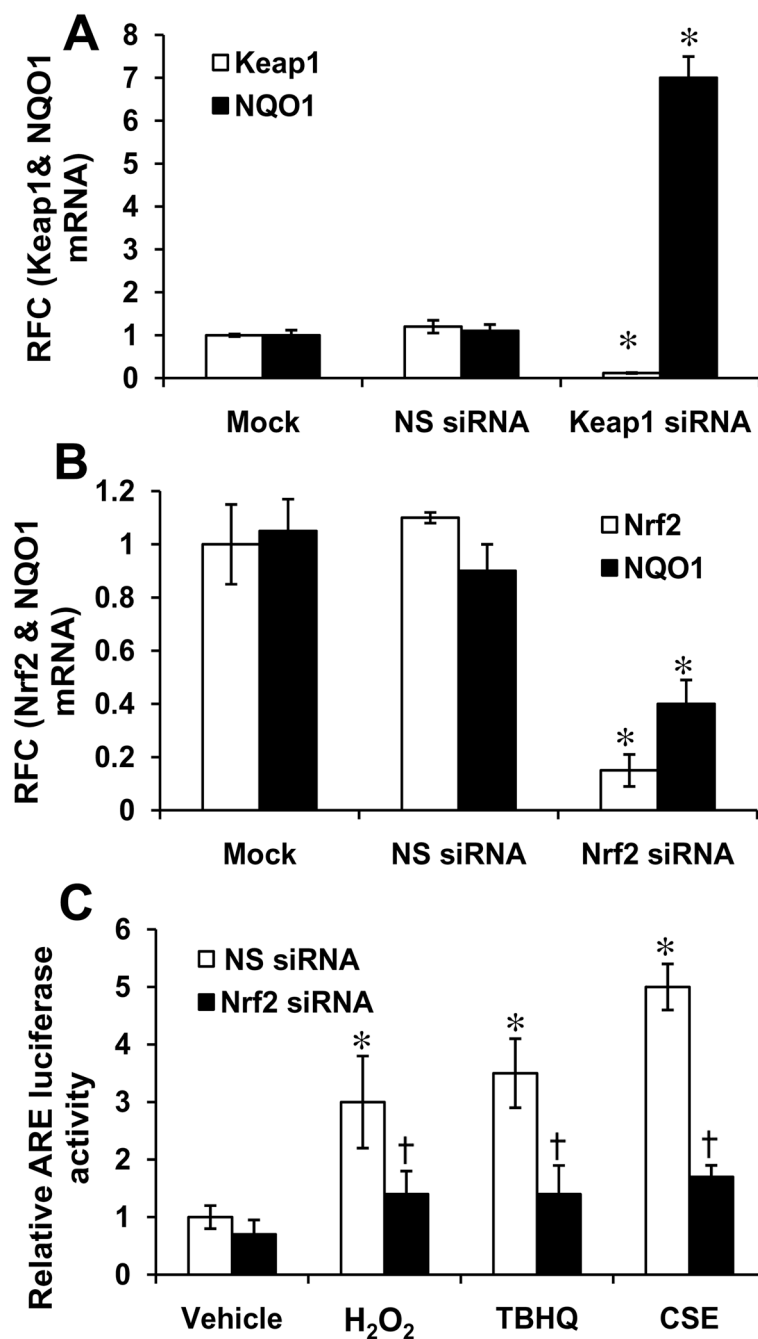 A
RFC (Keap1& NQO1
mRNA)
8
7
6
5
4
3
2
1
0
Keap1
NQO1
*
*
Mock NS siRNA Keap1 siRNA
B
RFC (Nrf2 & NQO1
mRNA)
1.2
1
0.8
0.6
0.4
0.2
0
Nrf2
NQO1
*
*
Mock NS siRNA Nrf2 siRNA
C
Relative ARE luciferase
activity
6
5
4
3
2
1
0
NS siRNA
Nrf2 siRNA
*
*
*
†
†
†
Vehicle H₂O₂ TBHQ CSE